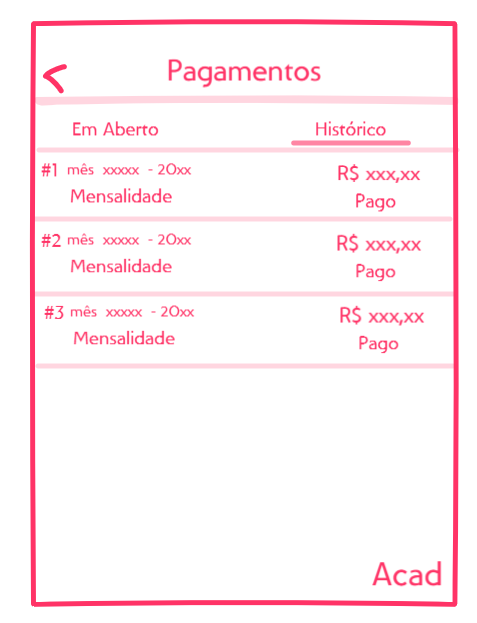 Pagamentos
Em Aberto Histórico
#1 mês xxxxx - 20xx R$ xxx,xx
Mensalidade Pago
#2 mês xxxxx - 20xx R$ xxx,xx
Mensalidade Pago
#3 mês xxxxx - 20xx R$ xxx,xx
Mensalidade Pago
Acad